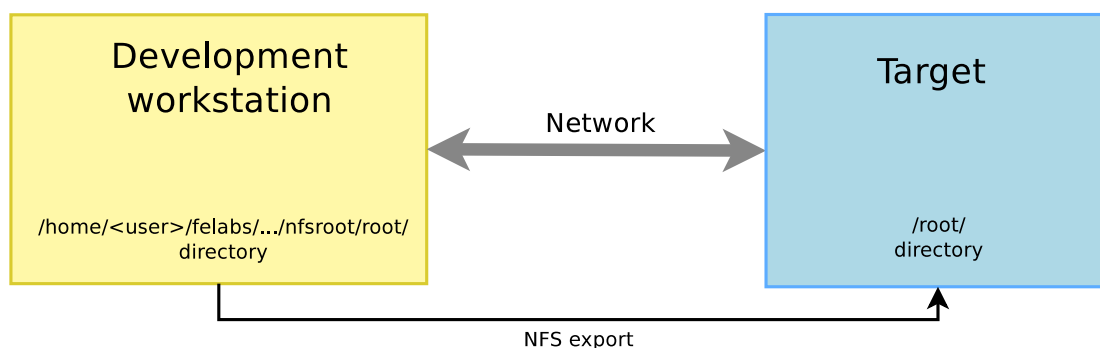 Development
workstation
/home/<user>/felabs/.../nfsroot/root/
directory
Network
Target
/root/
directory
NFS export